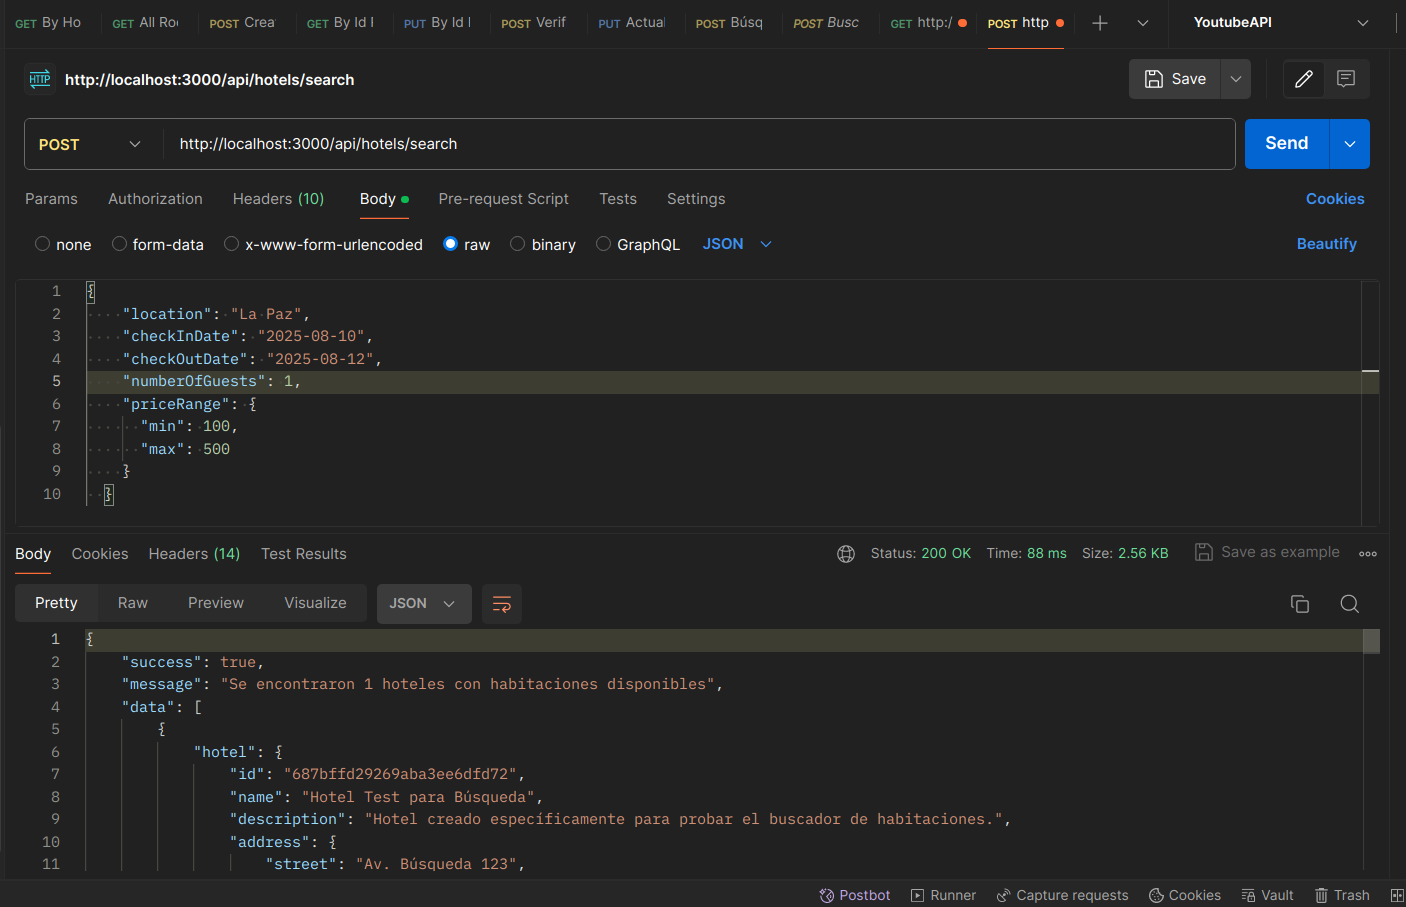 GET By Ho GET All Ro POST Crea GET By Id I PUT By Id I POST Verif PUT Actual POST Búsq POST Busc GET http:/ POST http YoutubeAPI
HTTP http://localhost:3000/api/hotels/search Save
POST http://localhost:3000/api/hotels/search Send
Params Authorization Headers (10) Body Pre-request Script Tests Settings Cookies
none form-data x-www-form-urlencoded raw binary GraphQL JSON Beautify
1 {
2 "location": "La Paz",
3 "checkInDate": "2025-08-10",
4 "checkOutDate": "2025-08-12",
5 "numberOfGuests": 1,
6 "priceRange": {
7 "min": 100,
8 "max": 500
9 }
10 }
Body Cookies Headers (14) Test Results Status: 200 OK Time: 88 ms Size: 2.56 KB Save as example
Pretty Raw Preview Visualize JSON
1 {
2 "success": true,
3 "message": "Se encontraron 1 hoteles con habitaciones disponibles",
4 "data": [
5 {
6 "hotel": {
7 "id": "687bffd29269aba3ee6dfd72",
8 "name": "Hotel Test para Búsqueda",
9 "description": "Hotel creado específicamente para probar el buscador de habitaciones.",
10 "address": {
11 "street": "Av. Búsqueda 123",
Postbot Runner Capture requests Cookies Vault Trash